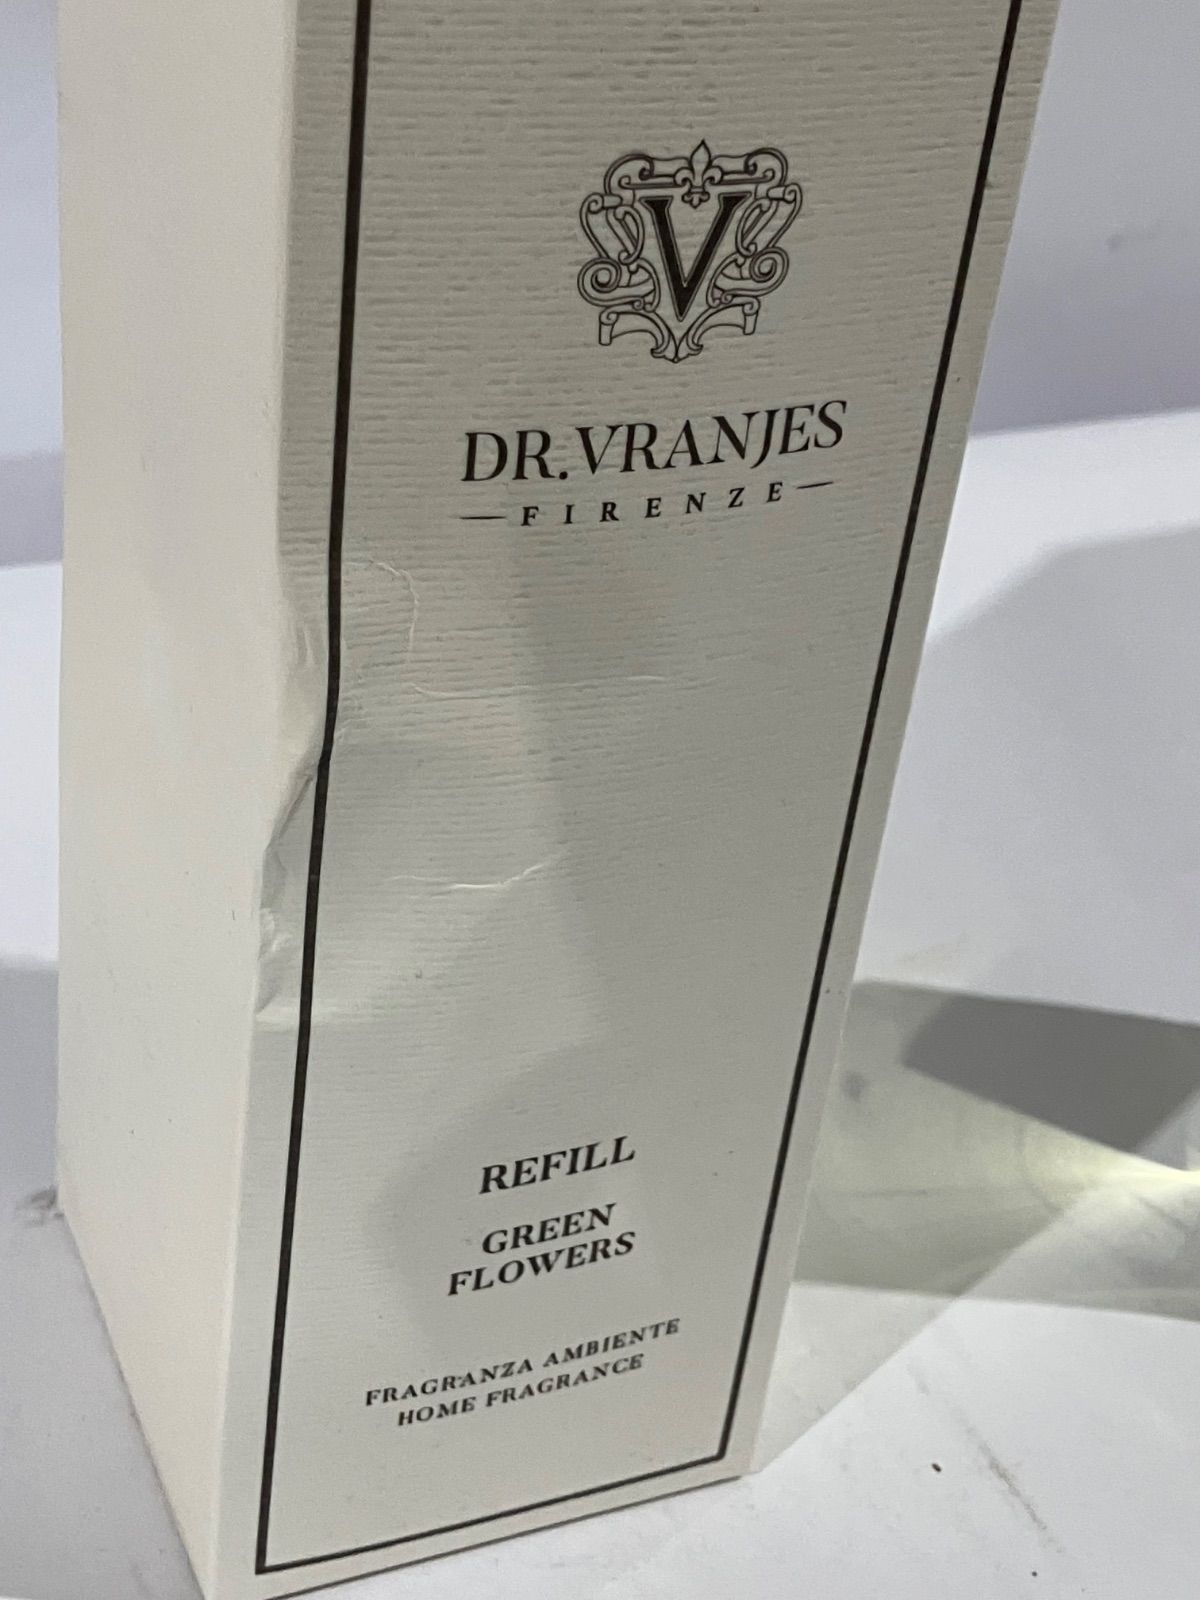 V
DR. VRANJES
FIRENZE
REFILL
GREEN
FLOWERS
FRAGRANZA AMBIENTE
HOME FRAGRANCE